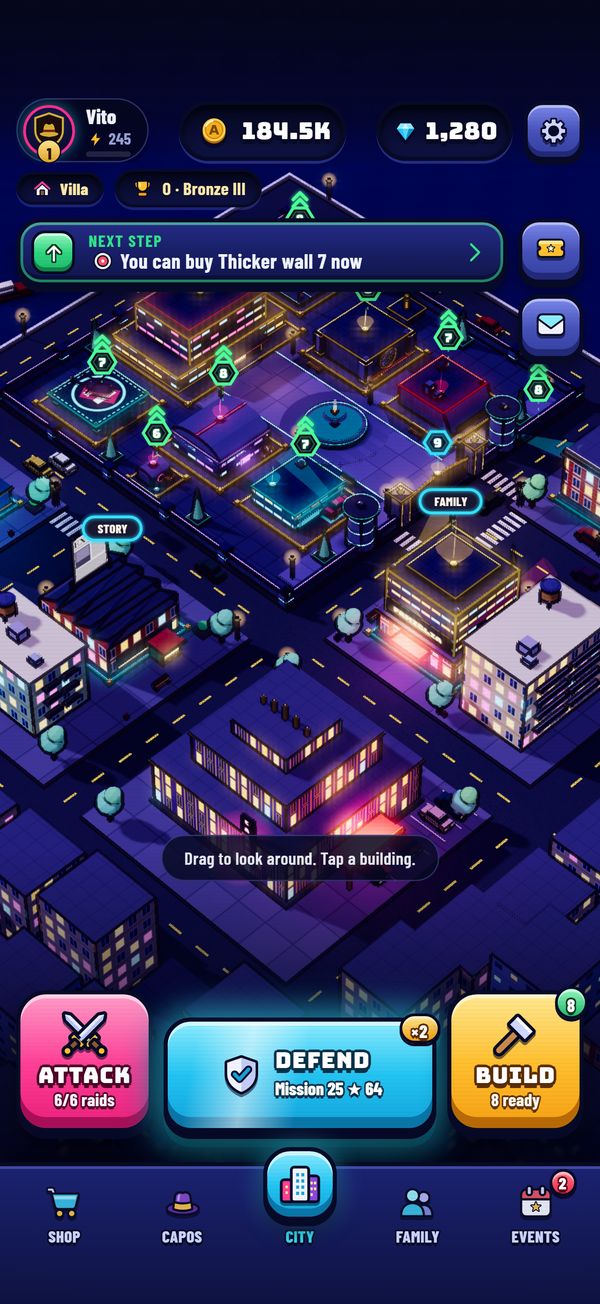 Vito
245
1
A
184.5K
1,280
Villa
0 · Bronze III
NEXT STEP
You can buy Thicker wall 7 now
7
8
7
8
6
7
9
FAMILY
STORY
Drag to look around. Tap a building.
ATTACK
6/6 raids
×2
DEFEND
Mission 25 ★ 64
8
BUILD
8 ready
SHOP
CAPOS
CITY
FAMILY
2
EVENTS